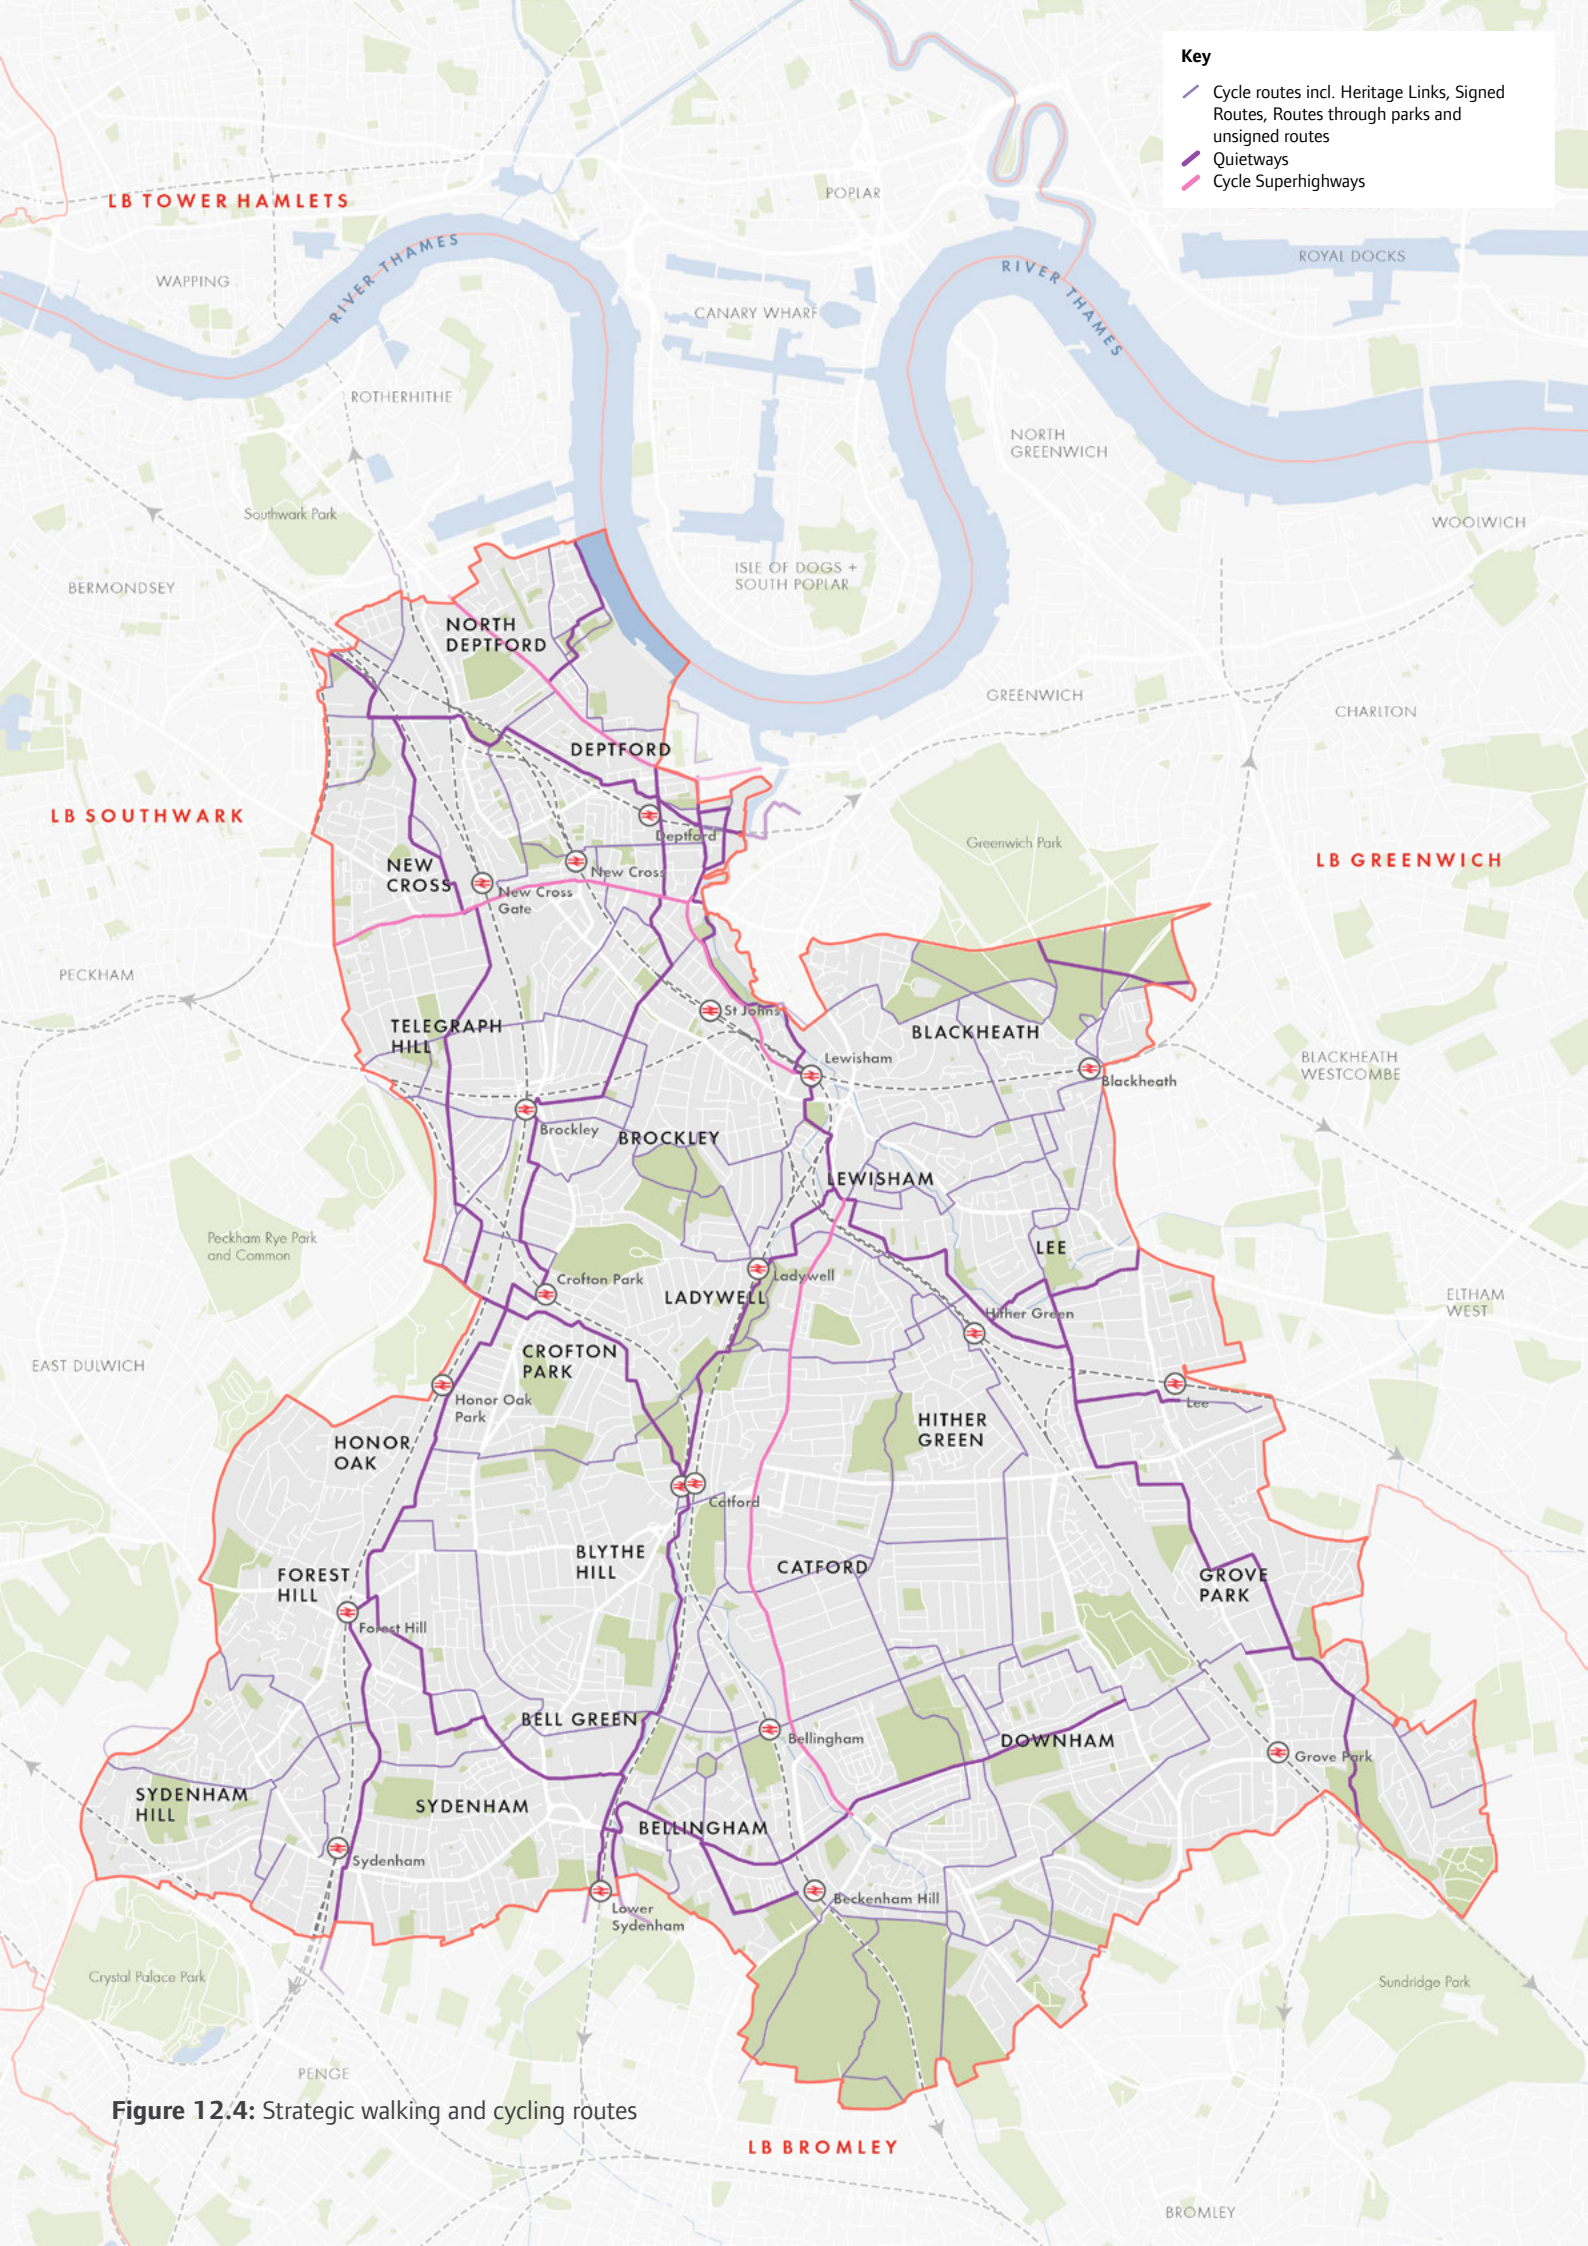 Key
Cycle routes incl. Heritage Links, Signed
Routes, Routes through parks and
unsigned routes
Quietways
Cycle Superhighways
LB TOWER HAMLETS
POPLAR
RIVER THAMES
WAPPING
RIVER THAMES
ROYAL DOCKS
CANARY WHARF
ROTHERHITHE
NORTH
GREENWICH
Southwark Park
WOOLWICH
BERMONDSEY
ISLE OF DOGS +
SOUTH POPLAR
NORTH
DEPTFORD
GREENWICH
CHARLTON
DEPTFORD
LB SOUTHWARK
Deptford
Greenwich Park
LB GREENWICH
NEW
CROSS
New Cross
New Cross
Gate
PECKHAM
St Johns
TELEGRAPH
HILL
BLACKHEATH
Lewisham
BLACKHEATH
WESTCOMBE
Blackheath
Brockley
BROCKLEY
LEWISHAM
Peckham Rye Park
and Common
LEE
Crofton Park
Ladywell
LADYWELL
ELTHAM
WEST
Hither Green
EAST DULWICH
CROFTON
PARK
Honor Oak
Park
Lee
HITHER
GREEN
HONOR
OAK
Catford
BLYTHE
HILL
CATFORD
FOREST
HILL
GROVE
PARK
Forest Hill
BELL GREEN
Bellingham
DOWNHAM
Grove Park
SYDENHAM
HILL
SYDENHAM
BELLINGHAM
Sydenham
Beckenham Hill
Lower
Sydenham
Crystal Palace Park
Sundridge Park
PENGE
Figure 12.4: Strategic walking and cycling routes
LB BROMLEY
BROMLEY